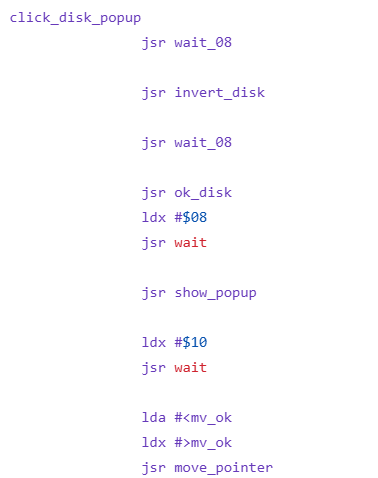 click_disk_popup
jsr wait_08
jsr invert_disk
jsr wait_08
jsr ok_disk
ldx #$08
jsr wait
jsr show_popup
ldx #$10
jsr wait
lda #<mv_ok
ldx #>mv_ok
jsr move_pointer